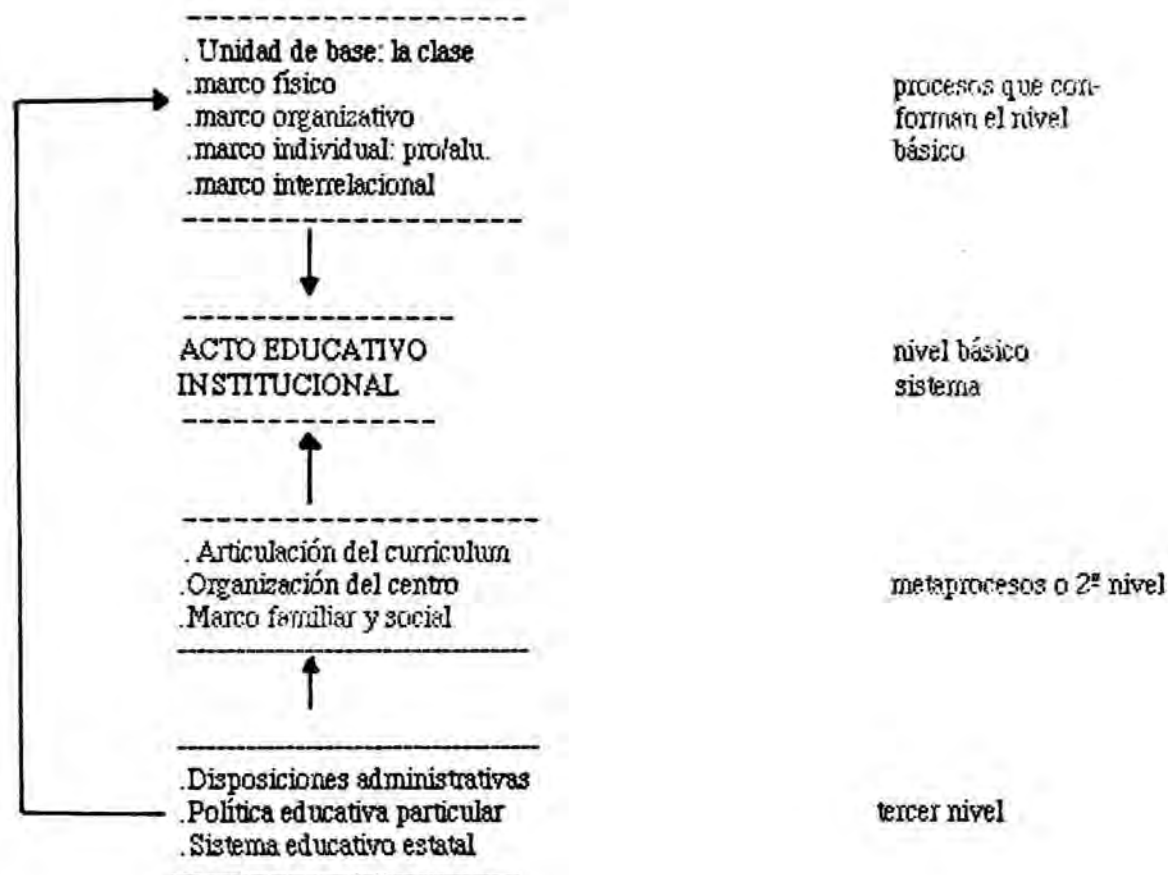 . Unidad de base: la clase
.marco físico
.marco organizativo
.marco individual: pro/alu.
.marco interrelacional
procesos que con-
forman el nivel
básico
ACTO EDUCATIVO
INSTITUCIONAL
nivel básico
sistema
. Articulación del curriculum
.Organización del centro
.Marco familiar y social
metaprocesos o 2º nivel
.Disposiciones administrativas
.Política educativa particular
.Sistema educativo estatal
tercer nivel